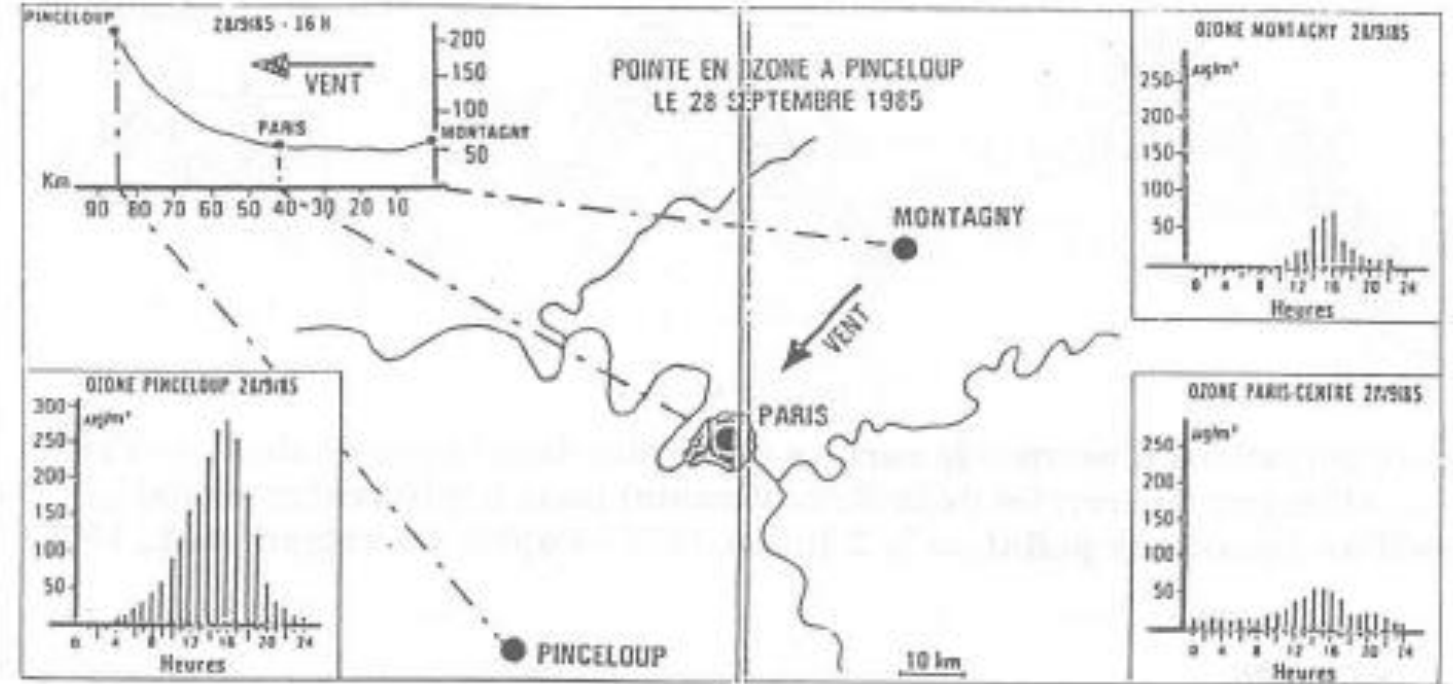 PINCELOUP
28/9/85 - 16 H
VENT
200
150
100
50
PARIS
MONTAGNY
Km
90 80 70 60 50 40 30 20 10
POINTE EN OZONE A PINCELOUP
LE 28 SEPTEMBRE 1985
OZONE MONTAGNY 28/9/85
µg/m³
250
200
150
100
50
0 4 8 12 16 20 24
Heures
MONTAGNY
VENT
PARIS
OZONE PINCELOUP 28/9/85
300
µg/m³
250
200
150
100
50
0 4 8 12 16 20 24
Heures
PINCELOUP
10 km
OZONE PARIS-CENTRE
µg/m³
250
200
150
100
50
0 4 8 12 16 20 24
Heures